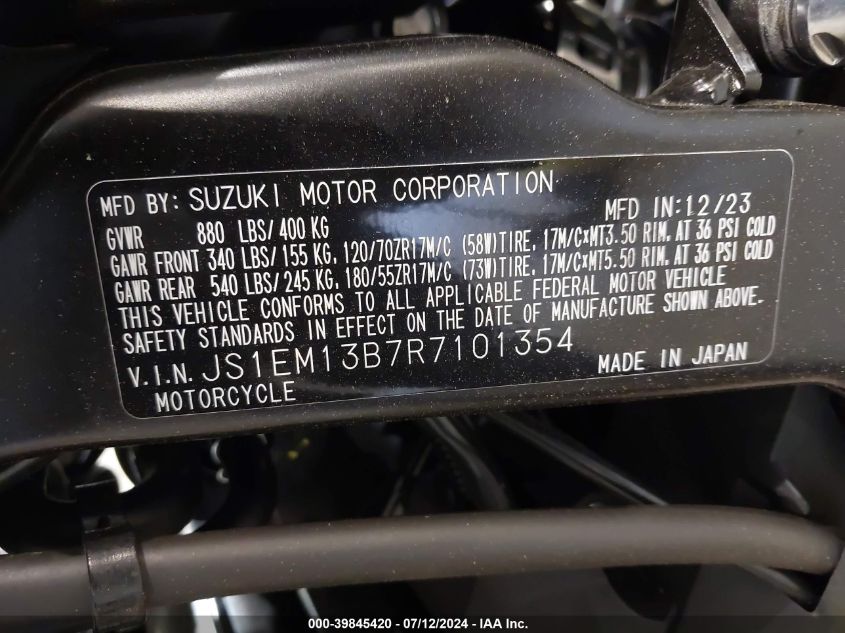 MFD BY: SUZUKI MOTOR CORPORATION MFD IN:12/23
GVWR 880 LBS/ 400 KG
GAWR FRONT 340 LBS/ 155 KG, 120/70ZR17M/C (58W)TIRE, 17M/CxMT3.50 RIM. AT 36 PSI COLD
GAWR REAR 540 LBS/ 245 KG, 180/55ZR17M/C (73W)TIRE, 17M/CxMT5.50 RIM. AT 36 PSI COLD
THIS VEHICLE CONFORMS TO ALL APPLICABLE FEDERAL MOTOR VEHICLE
SAFETY STANDARDS IN EFFECT ON THE DATE OF MANUFACTURE SHOWN ABOVE.
V.I.N. JS1EM13B7R7101354 MADE IN JAPAN
MOTORCYCLE
000-39845420 - 07/12/2024 - IAA Inc.